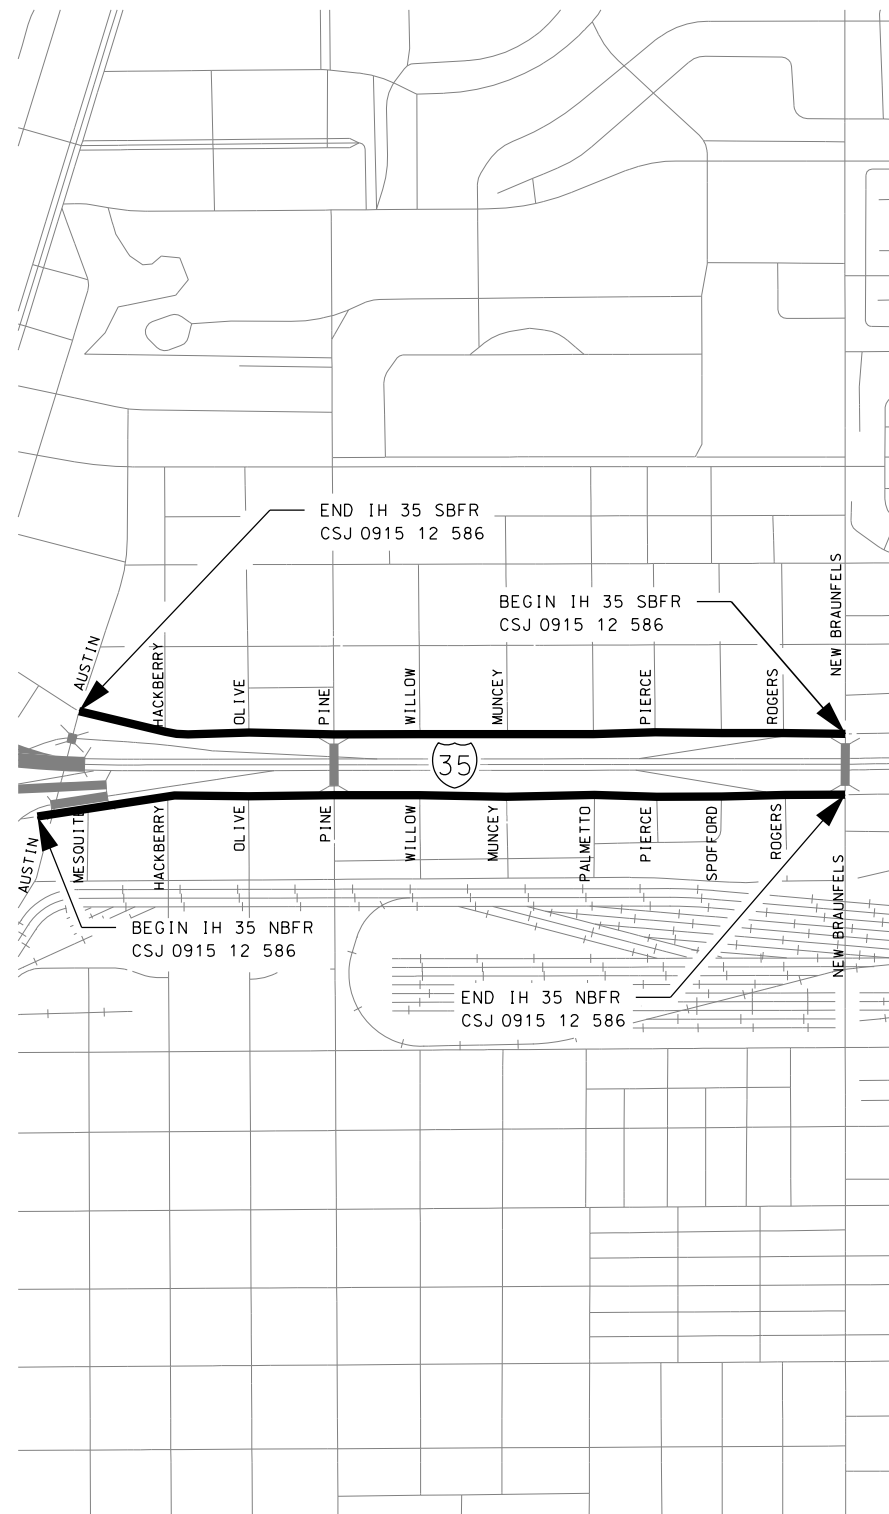 END IH 35 SBFR
CSJ 0915 12 586
BEGIN IH 35 SBFR
CSJ 0915 12 586
AUSTIN
HACKBERRY
OLIVE
PINE
WILLOW
MUNCEY
PIERCE
ROGERS
NEW BRAUNFELS
35
AUSTIN
MESQUITE
HACKBERRY
OLIVE
PINE
WILLOW
MUNCEY
PALMETTO
PIERCE
SPOFFORD
ROGERS
NEW BRAUNFELS
BEGIN IH 35 NBFR
CSJ 0915 12 586
END IH 35 NBFR
CSJ 0915 12 586